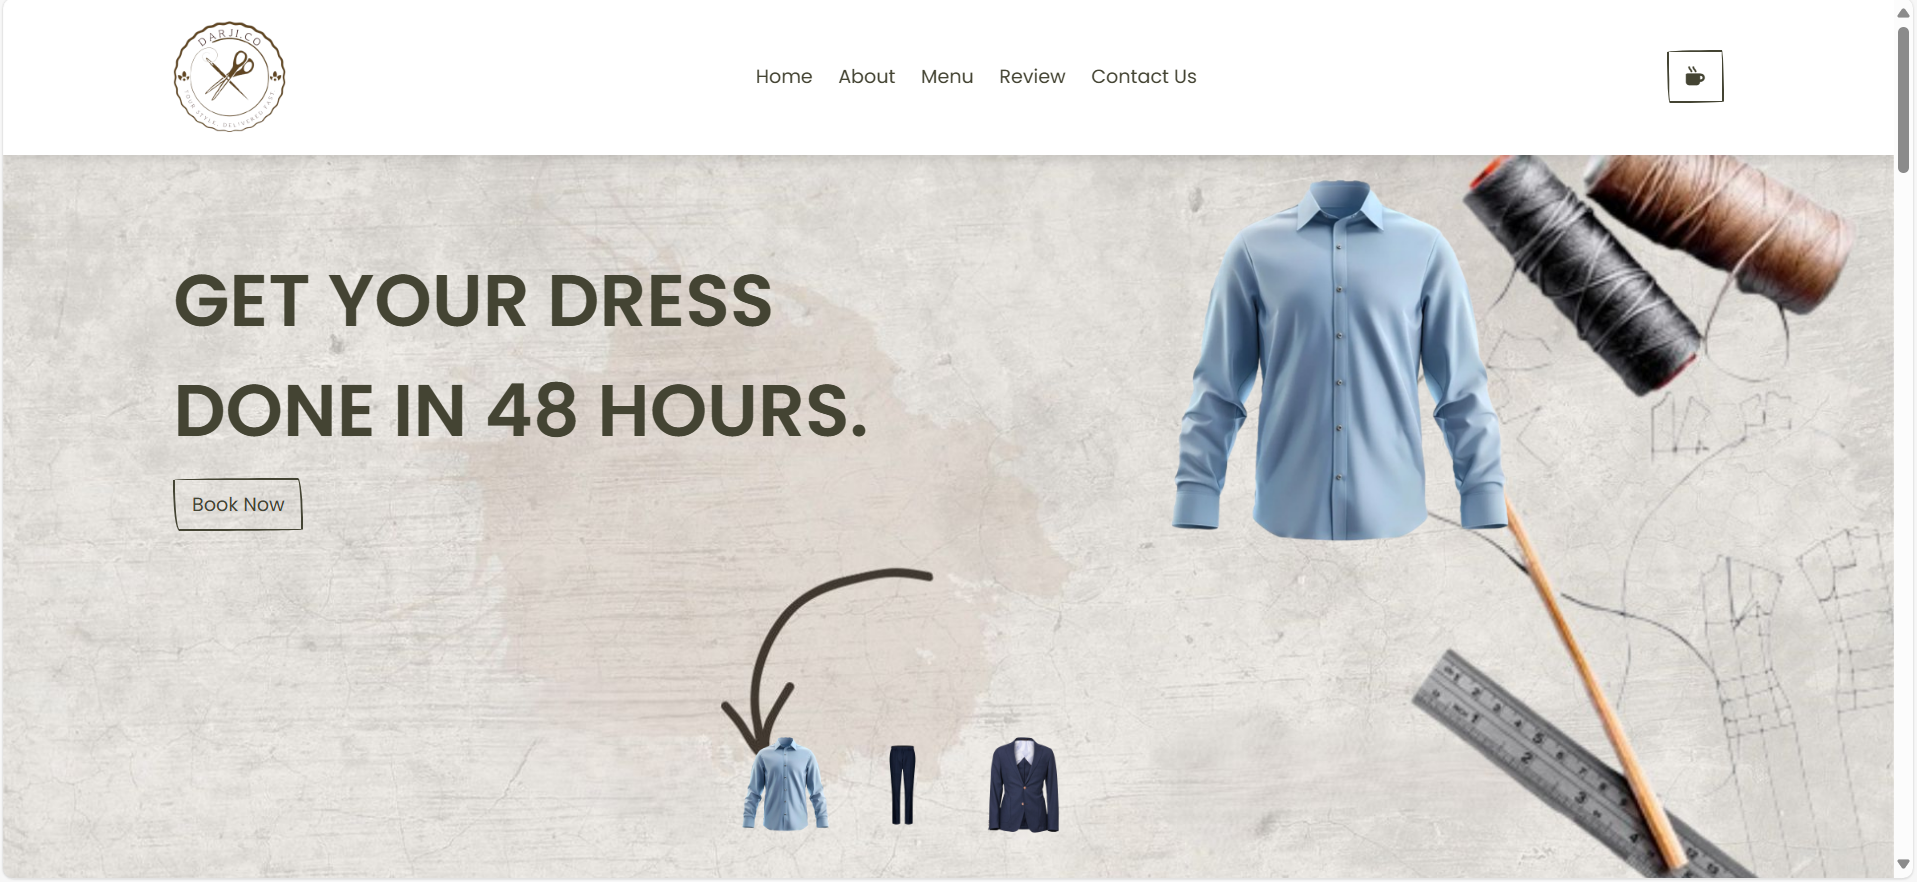 DARJI.CO
YOUR STYLE, DELIVERED FAST
Home About Menu Review Contact Us
GET YOUR DRESS
DONE IN 48 HOURS.
Book Now